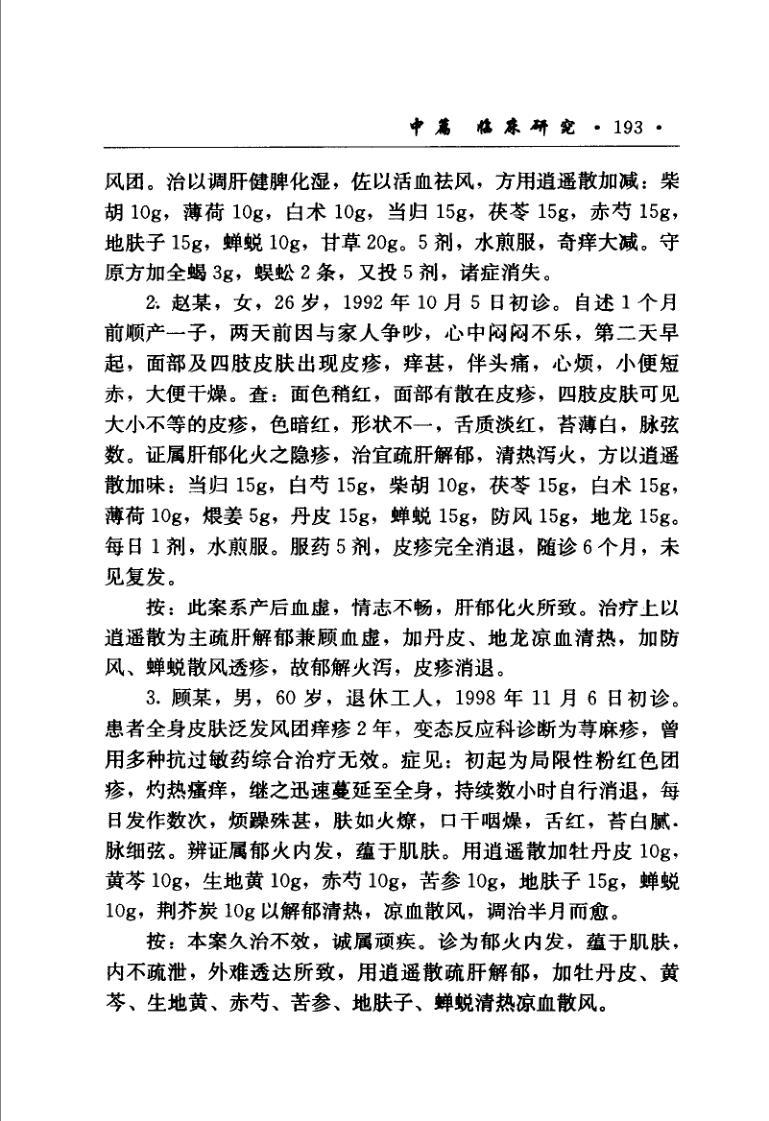 中篇 临床研究 · 193 ·
风团。治以调肝健脾化湿，佐以活血祛风，方用逍遥散加减：柴
胡 10g，薄荷 10g，白术 10g，当归 15g，茯苓 15g，赤芍 15g，
地肤子 15g，蝉蜕 10g，甘草 20g。5 剂，水煎服，奇痒大减。守
原方加全蝎 3g，蜈蚣 2 条，又投 5 剂，诸症消失。
2. 赵某，女，26 岁，1992 年 10 月 5 日初诊。自述 1 个月
前顺产一子，两天前因与家人争吵，心中闷闷不乐，第二天早
起，面部及四肢皮肤出现皮疹，痒甚，伴头痛，心烦，小便短
赤，大便干燥。查：面色稍红，面部有散在皮疹，四肢皮肤可见
大小不等的皮疹，色暗红，形状不一，舌质淡红，苔薄白，脉弦
数。证属肝郁化火之隐疹，治宜疏肝解郁，清热泻火，方以逍遥
散加味：当归 15g，白芍 15g，柴胡 10g，茯苓 15g，白术 15g，
薄荷 10g，煨姜 5g，丹皮 15g，蝉蜕 15g，防风 15g，地龙 15g。
每日 1 剂，水煎服。服药 5 剂，皮疹完全消退，随诊 6 个月，未
见复发。
按：此案系产后血虚，情志不畅，肝郁化火所致。治疗上以
逍遥散为主疏肝解郁兼顾血虚，加丹皮、地龙凉血清热，加防
风、蝉蜕散风透疹，故郁解火泻，皮疹消退。
3. 顾某，男，60 岁，退休工人，1998 年 11 月 6 日初诊。
患者全身皮肤泛发风团痒疹 2 年，变态反应科诊断为荨麻疹，曾
用多种抗过敏药综合治疗无效。症见：初起为局限性粉红色团
疹，灼热瘙痒，继之迅速蔓延至全身，持续数小时自行消退，每
日发作数次，烦躁殊甚，肤如火燎，口干咽燥，舌红，苔白腻．
脉细弦。辨证属郁火内发，蕴于肌肤。用逍遥散加牡丹皮 10g，
黄芩 10g，生地黄 10g，赤芍 10g，苦参 10g，地肤子 15g，蝉蜕
10g，荆芥炭 10g 以解郁清热，凉血散风，调治半月而愈。
按：本案久治不效，诚属顽疾。诊为郁火内发，蕴于肌肤，
内不疏泄，外难透达所致，用逍遥散疏肝解郁，加牡丹皮、黄
芩、生地黄、赤芍、苦参、地肤子、蝉蜕清热凉血散风。